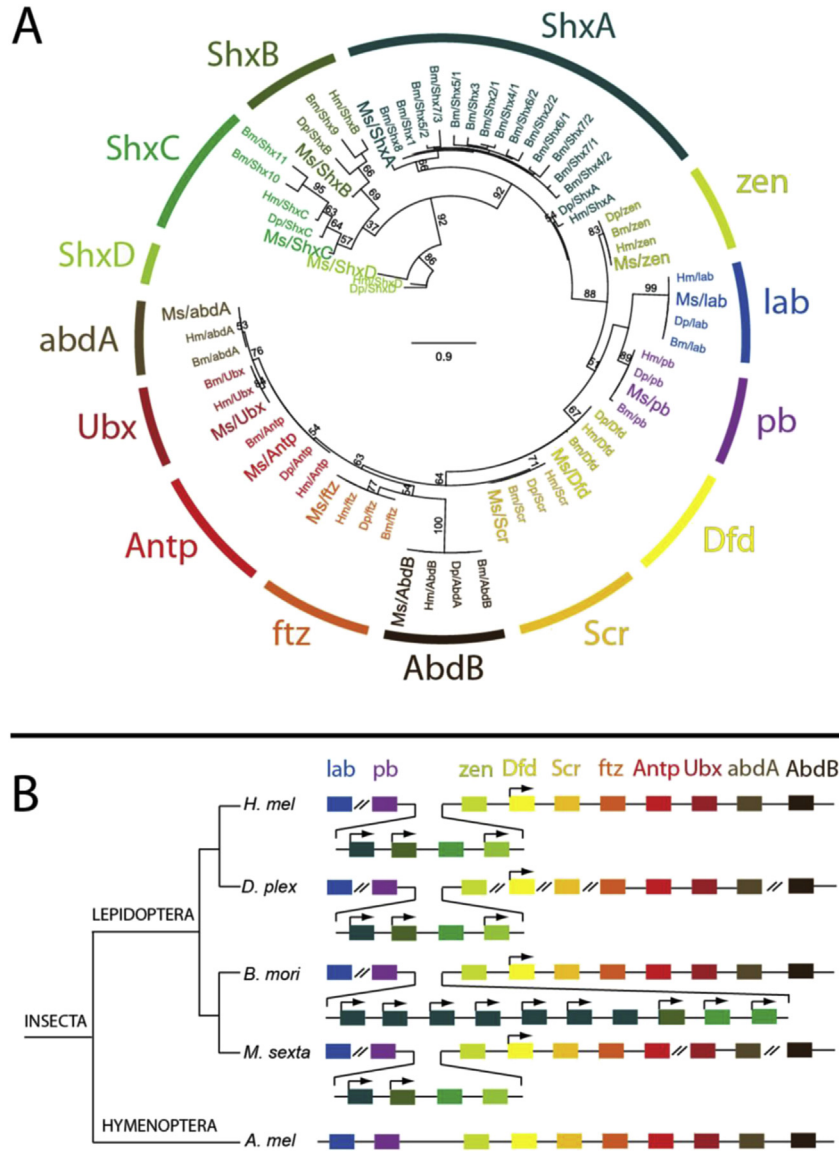 A
ShxA
ShxB
ShxC
ShxD
abdA
Ubx
Antp
ftz
AbdB
Scr
Dfd
pb
lab
zen
Bm/Shx11
Bm/Shx10
Hm/ShxC
Dp/ShxC
Ms/ShxC
Ms/ShxD
Hm/ShxD
Dp/ShxD
Hm/ShxB
Bm/Shx9
Dp/ShxB
Ms/ShxB
Ms/ShxA
Bm/Shx8
Bm/Shx1
Bm/Shx5/2
Bm/Shx7/3
Bm/Shx5/1
Bm/Shx3
Bm/Shx2/1
Bm/Shx4/1
Bm/Shx6/2
Bm/Shx2/2
Bm/Shx6/1
Bm/Shx7/2
Bm/Shx7/1
Bm/Shx4/2
Dp/ShxA
Hm/ShxA
Dp/zen
Bm/zen
Hm/zen
Ms/zen
Hm/lab
Ms/lab
Dp/lab
Bm/lab
Hm/pb
Dp/pb
Ms/pb
Bm/pb
Dp/Dfd
Hm/Dfd
Bm/Dfd
Ms/Dfd
Hm/Scr
Dp/Scr
Bm/Scr
Ms/Scr
Bm/AbdB
Dp/AbdA
Hm/AbdB
Ms/AbdB
Bm/ftz
Dp/ftz
Hm/ftz
Ms/ftz
Hm/Antp
Dp/Antp
Ms/Antp
Bm/Antp
Ms/Ubx
Hm/Ubx
Bm/Ubx
Bm/abdA
Hm/abdA
Ms/abdA
95
63
64
57
37
69
66
66
92
92
86
83
88
99
89
51
67
71
64
100
54
77
63
54
76
53
0.9
B
lab pb zen Dfd Scr ftz Antp Ubx abdA AbdB
H. mel
D. plex
LEPIDOPTERA
B. mori
INSECTA
M. sexta
HYMENOPTERA
A. mel